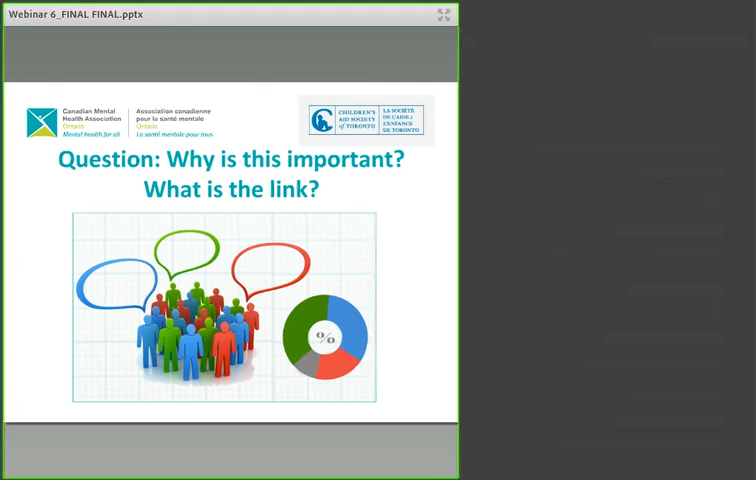 Webinar 6_FINAL FINAL.pptx
Canadian Mental
Health Association
Ontario
Mental health for all
Association canadienne
pour la santé mentale
Ontario
La santé mentale pour tous
CHILDREN'S
AID SOCIETY
of TORONTO
LA SOCIÉTÉ
DE L'AIDE À
L'ENFANCE
DE TORONTO
Question: Why is this important?
What is the link?
%